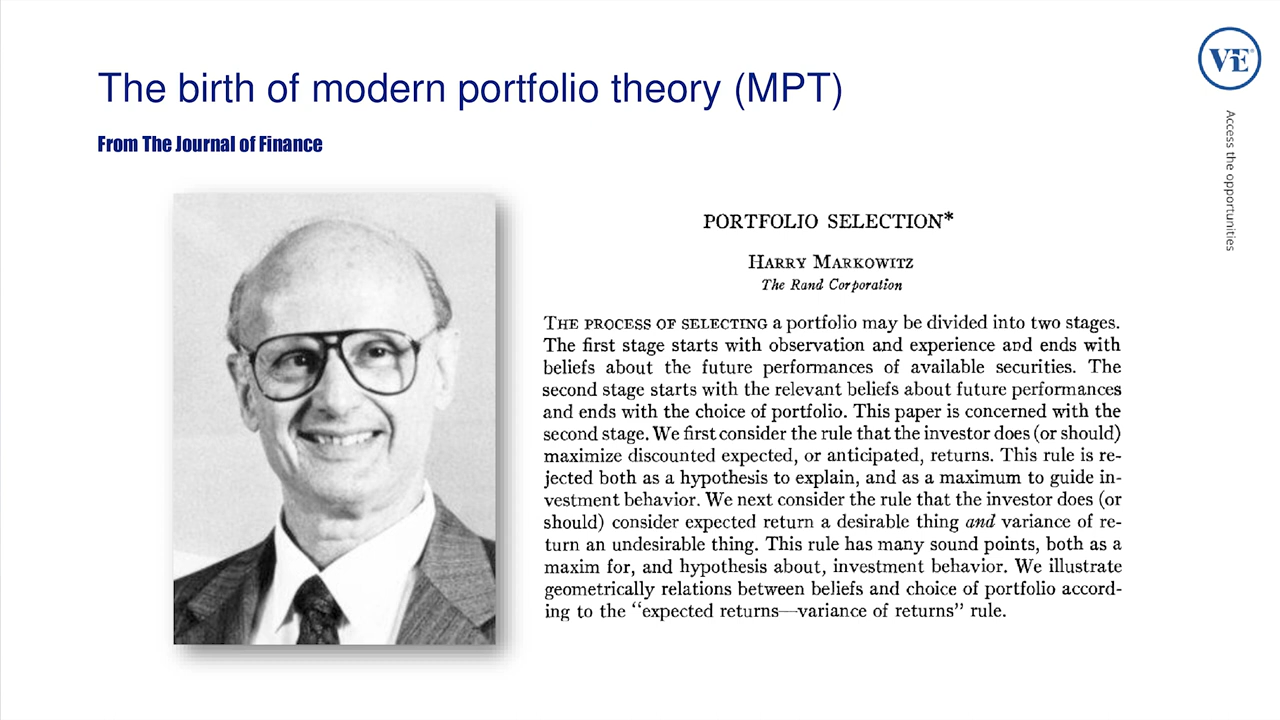 The birth of modern portfolio theory (MPT)
From The Journal of Finance
VE
Access the opportunities
PORTFOLIO SELECTION*
HARRY MARKOWITZ
The Rand Corporation
THE PROCESS OF SELECTING a portfolio may be divided into two stages.
The first stage starts with observation and experience and ends with
beliefs about the future performances of available securities. The
second stage starts with the relevant beliefs about future performances
and ends with the choice of portfolio. This paper is concerned with the
second stage. We first consider the rule that the investor does (or should)
maximize discounted expected, or anticipated, returns. This rule is re-
jected both as a hypothesis to explain, and as a maximum to guide in-
vestment behavior. We next consider the rule that the investor does (or
should) consider expected return a desirable thing and variance of re-
turn an undesirable thing. This rule has many sound points, both as a
maxim for, and hypothesis about, investment behavior. We illustrate
geometrically relations between beliefs and choice of portfolio accord-
ing to the “expected returns—variance of returns” rule.